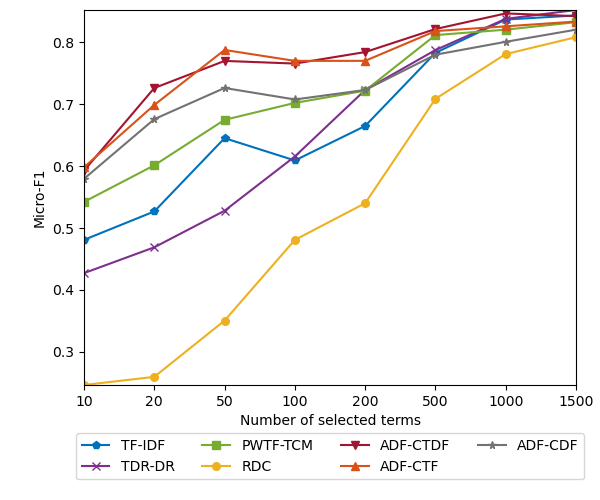 0.8
0.7
0.6
0.5
0.4
0.3
Micro-F1
10 20 50 100 200 500 1000 1500
Number of selected terms
TF-IDF PWTF-TCM ADF-CTDF ADF-CDF
TDR-DR RDC ADF-CTF